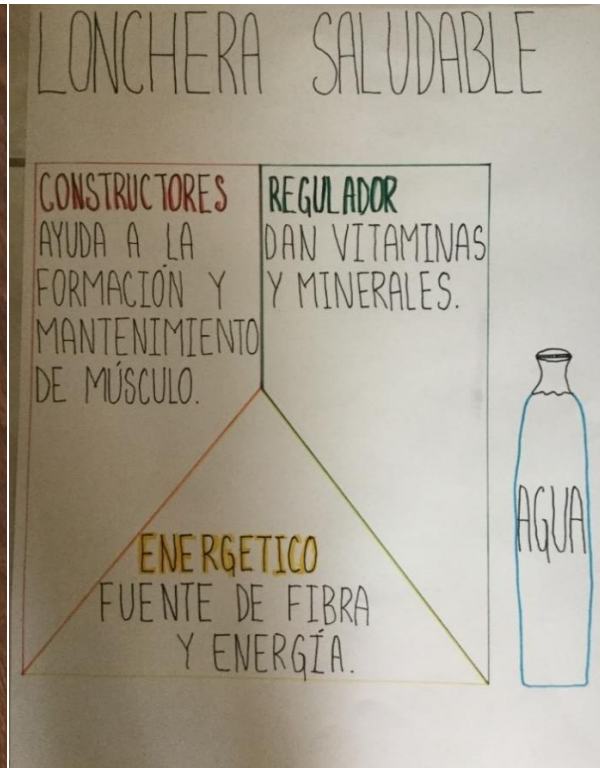 LONCHERA SALUDABLE
CONSTRUCTORES
AYUDA A LA
FORMACIÓN Y
MANTENIMIENTO
DE MÚSCULO.
REGULADOR
DAN VITAMINAS
Y MINERALES.
ENERGETICO
FUENTE DE FIBRA
Y ENERGÍA.
AGUA